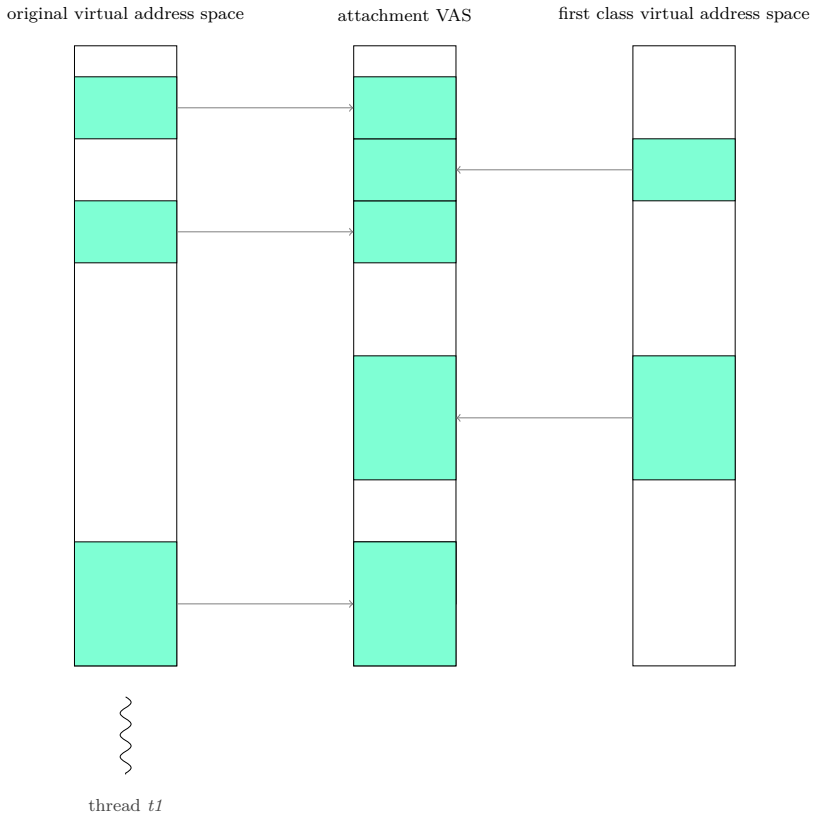 original virtual address space
attachment VAS
first class virtual address space
thread t1